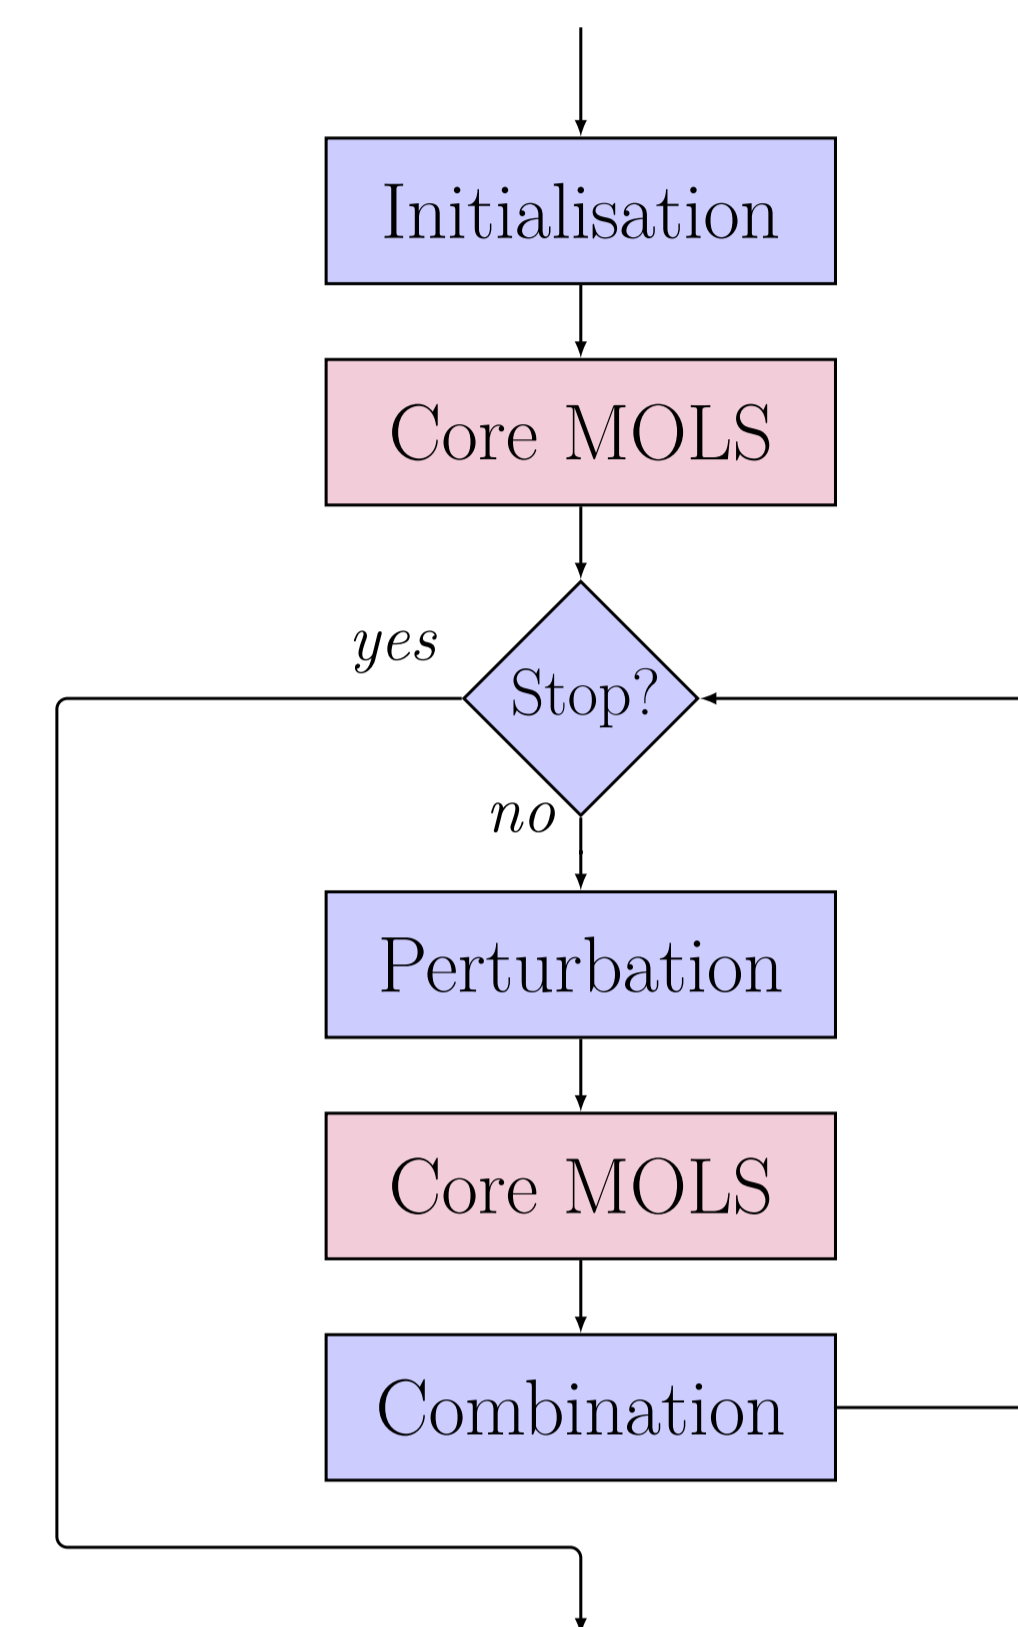 Initialisation
Core MOLS
yes
Stop?
no
Perturbation
Core MOLS
Combination